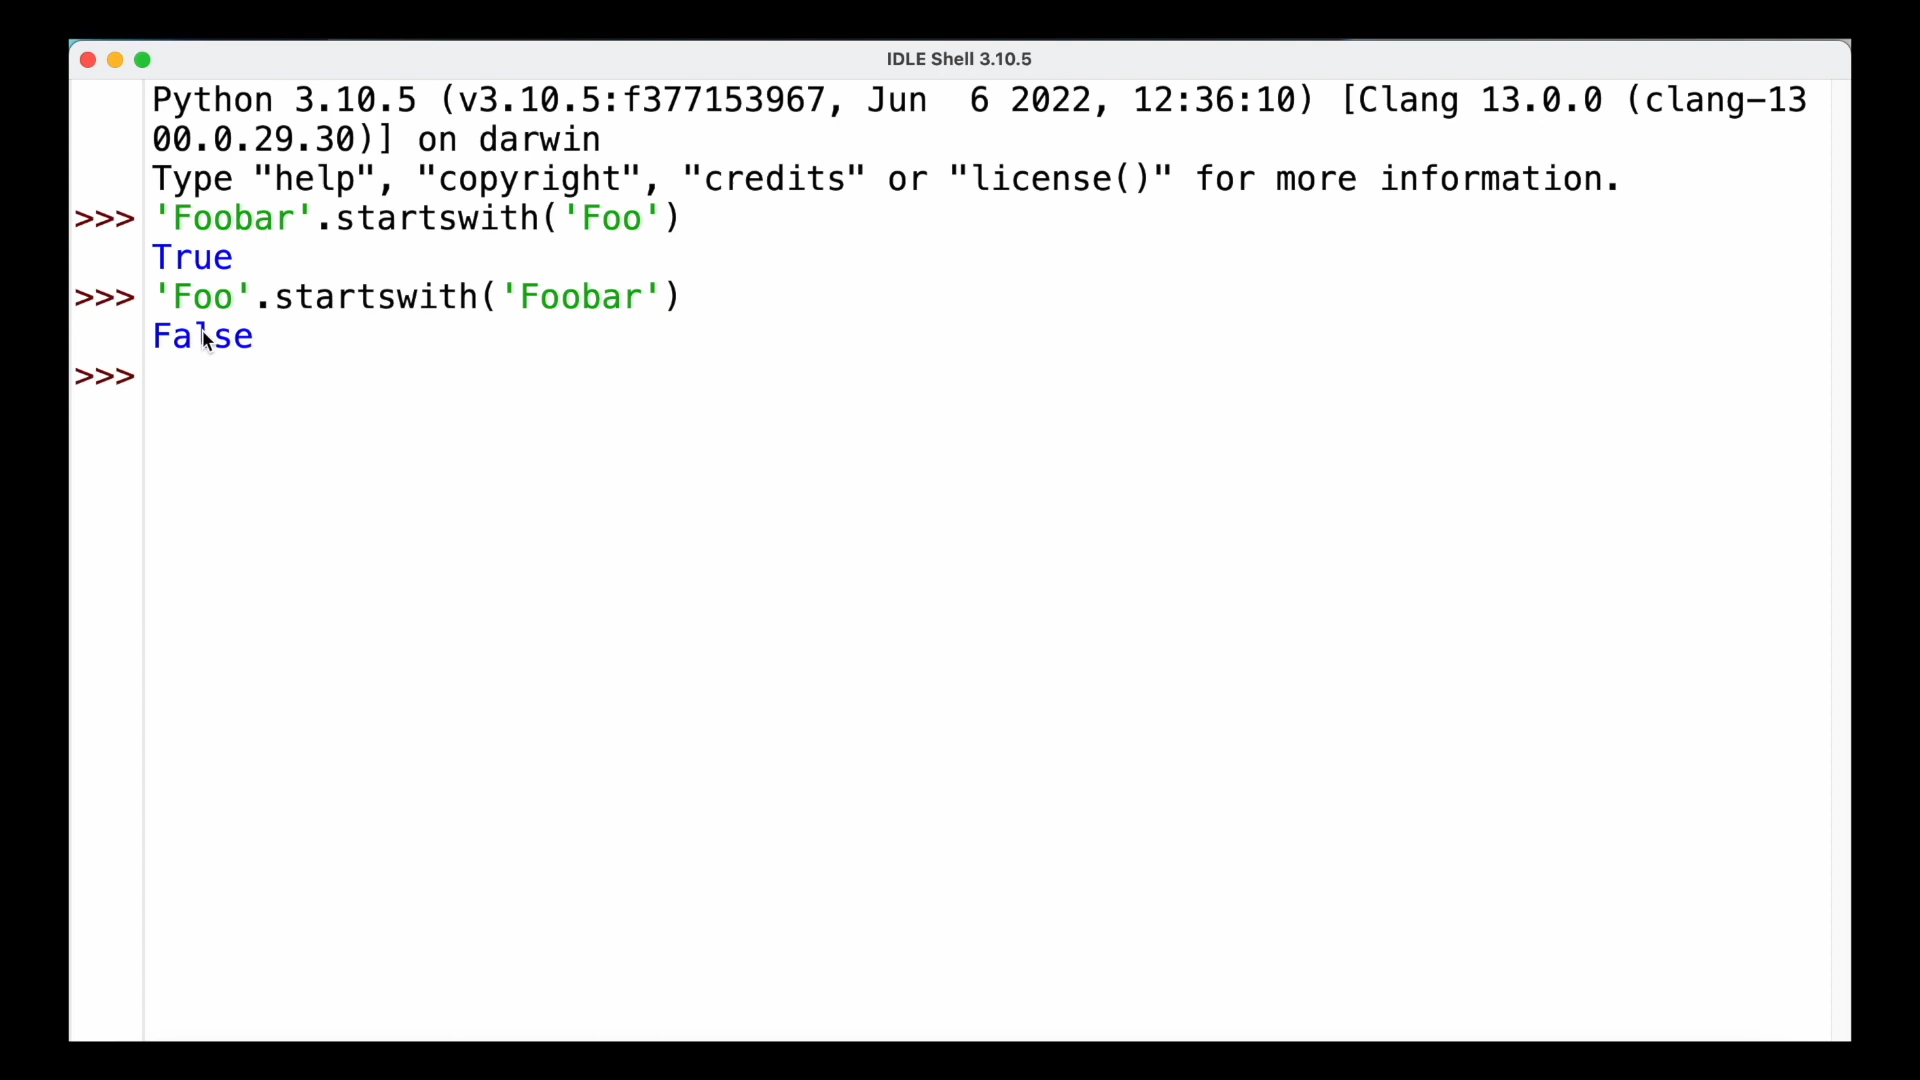 IDLE Shell 3.10.5
Python 3.10.5 (v3.10.5:f377153967, Jun  6 2022, 12:36:10) [Clang 13.0.0 (clang-13
00.0.29.30)] on darwin
Type "help", "copyright", "credits" or "license()" for more information.
>>> 'Foobar'.startswith('Foo')
True
>>> 'Foo'.startswith('Foobar')
False
>>>